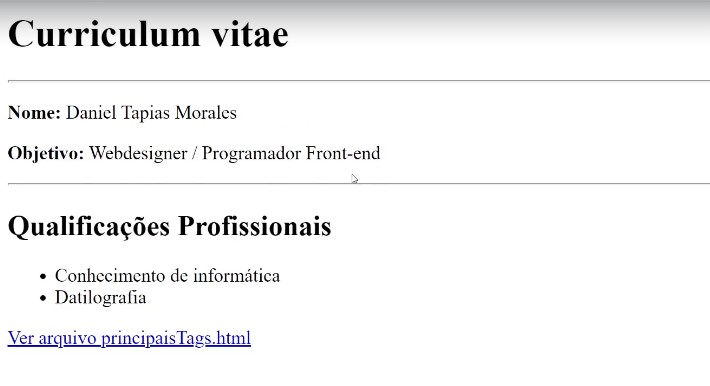 Curriculum vitae
Nome: Daniel Tapias Morales
Objetivo: Webdesigner / Programador Front-end
Qualificações Profissionais
• Conhecimento de informática
• Datilografia
Ver arquivo principaisTags.html